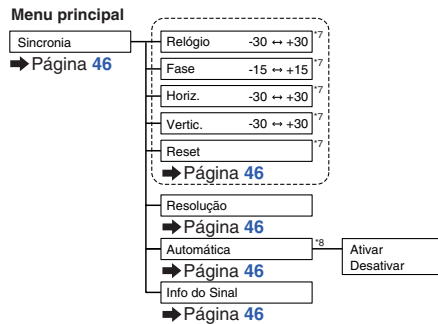 Menu principal
Sincronia
➡Página 46
Relógio -30 ↔ +30 *7
Fase -15 ↔ +15 *7
Horiz. -30 ↔ +30 *7
Vertic. -30 ↔ +30 *7
Reset *7
➡Página 46
Resolução
➡Página 46
Automática *8
Ativar
Desativar
➡Página 46
Info do Sinal
➡Página 46